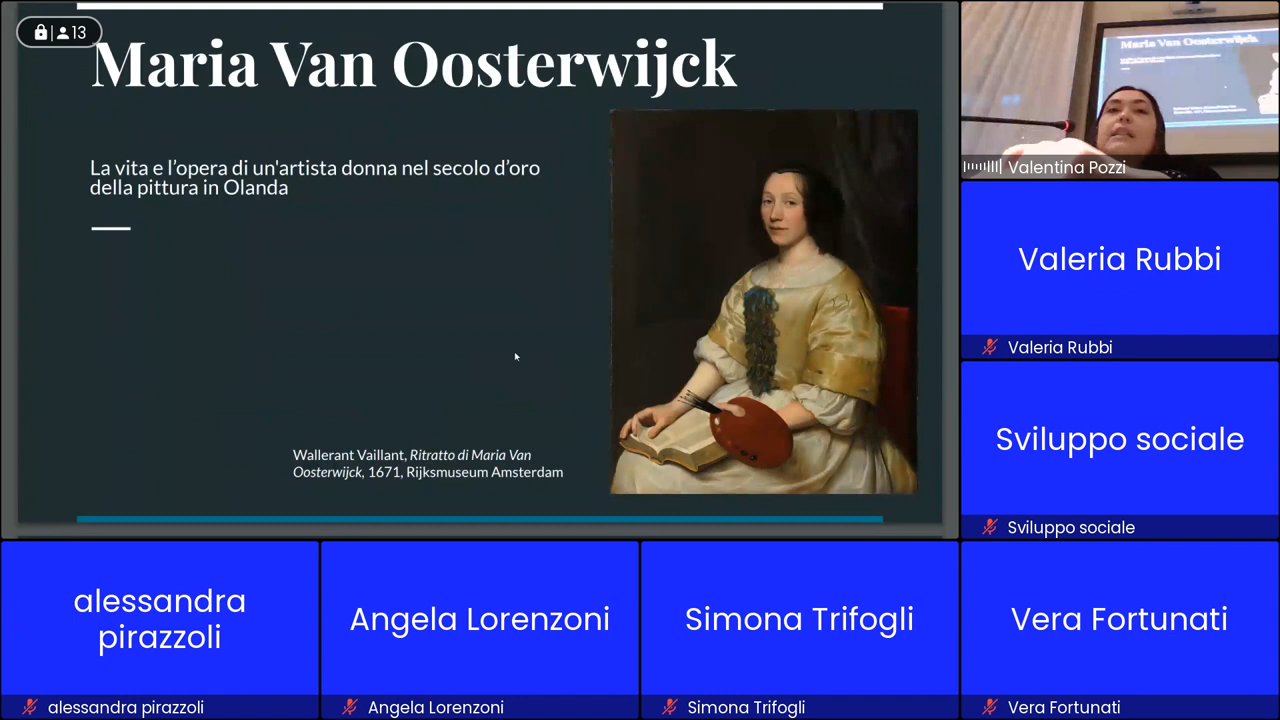 13
Maria Van Oosterwijck
La vita e l’opera di un'artista donna nel secolo d’oro
della pittura in Olanda
Wallerant Vaillant, Ritratto di Maria Van
Oosterwijck, 1671, Rijksmuseum Amsterdam
Maria Van Oosterwijck
Valentina Pozzi
Valeria Rubbi
Valeria Rubbi
Sviluppo sociale
Sviluppo sociale
alessandra
pirazzoli
alessandra pirazzoli
Angela Lorenzoni
Angela Lorenzoni
Simona Trifogli
Simona Trifogli
Vera Fortunati
Vera Fortunati